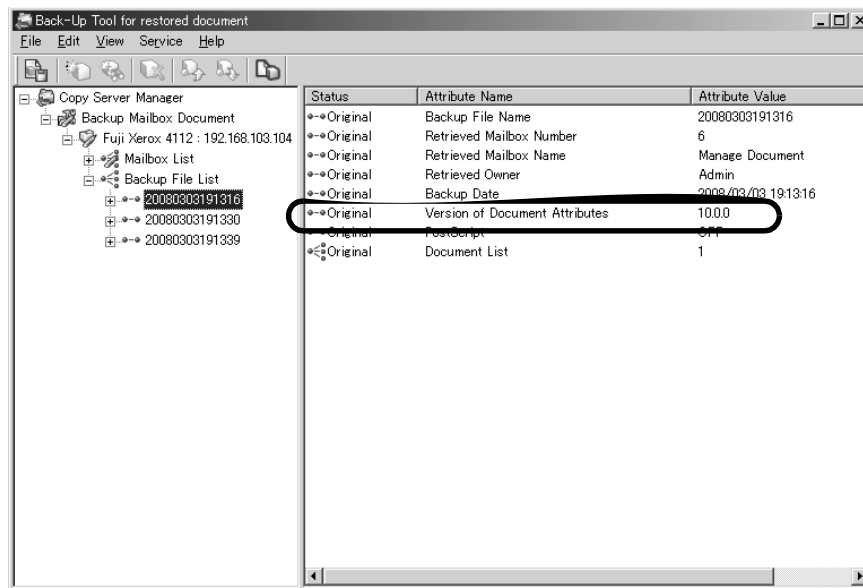 Back-Up Tool for restored document
File Edit View Service Help
Copy Server Manager
Backup Mailbox Document
Fuji Xerox 4112 : 192.168.103.104
Mailbox List
Backup File List
20080303191316
20080303191330
20080303191339
Status Attribute Name Attribute Value
Original Backup File Name 20080303191316
Original Retrieved Mailbox Number 6
Original Retrieved Mailbox Name Manage Document
Original Retrieved Owner Admin
Original Backup Date 2008/03/03 19:13:16
Original Version of Document Attributes 10.0.0
Original PostScript OFF
Original Document List 1